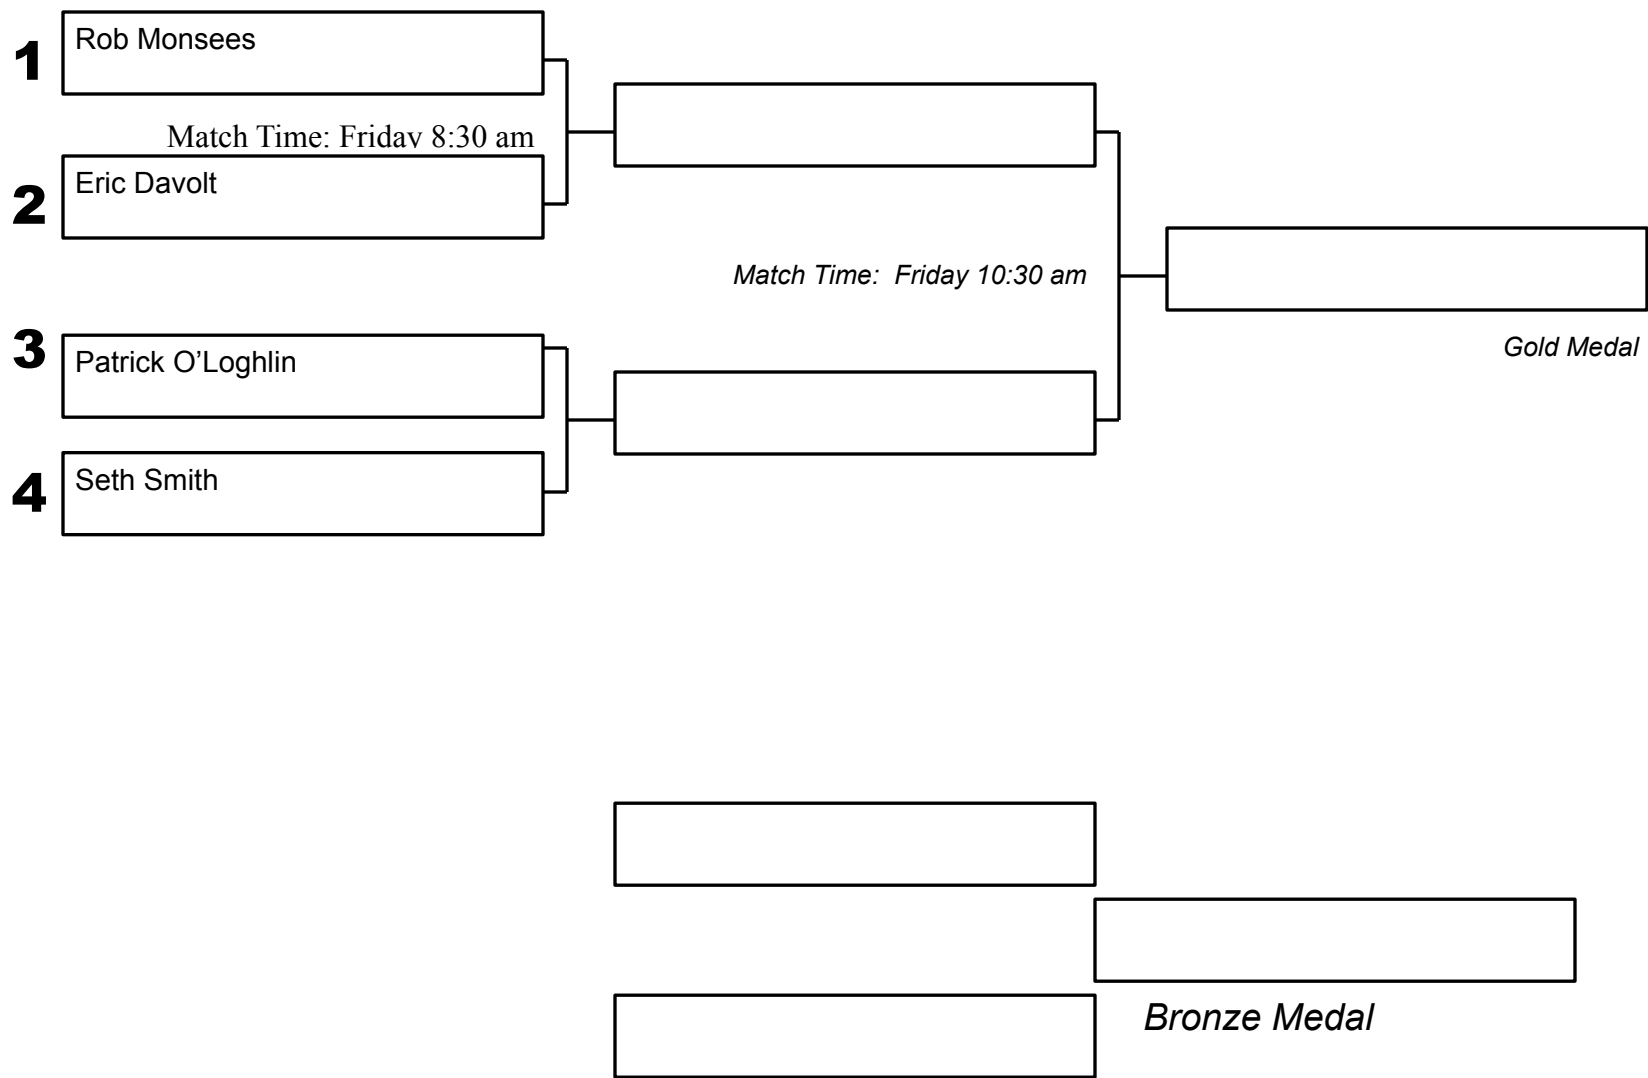 1 Rob Monsees
Match Time: Friday 8:30 am
2 Eric Davolt
Match Time: Friday 10:30 am
3 Patrick O’Loghlin
Gold Medal
4 Seth Smith
Bronze Medal